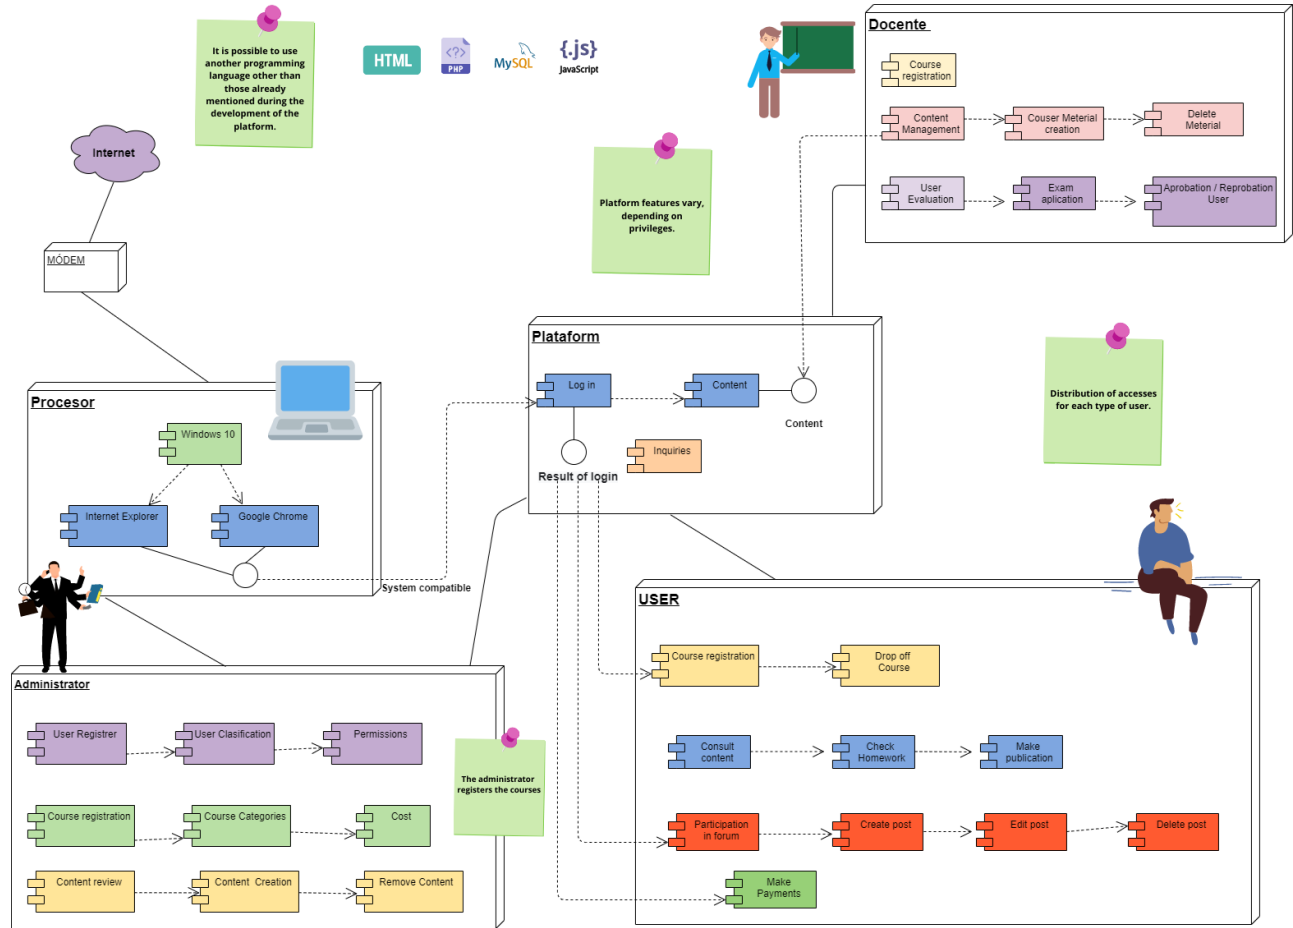 It is possible to use
another programming
language other than
those already
mentioned during the
development of the
platform.
HTML
<?>
PHP
MySQL
{.js}
JavaScript
Internet
MÓDEM
Platform features vary,
depending on
privileges.
Docente
Course
registration
Content
Management
Couser Meterial
creation
Delete
Meterial
User
Evaluation
Exam
aplication
Aprobation / Reprobation
User
Plataform
Log in
Content
Content
Result of login
Inquiries
Distribution of accesses
for each type of user.
Procesor
Windows 10
Internet Explorer
Google Chrome
System compatible
Administrator
User Registrer
User Clasification
Permissions
Course registration
Course Categories
Cost
Content review
Content Creation
Remove Content
The administrator
registers the courses
USER
Course registration
Drop off
Course
Consult
content
Check
Homework
Make
publication
Participation
in forum
Create post
Edit post
Delete post
Make
Payments